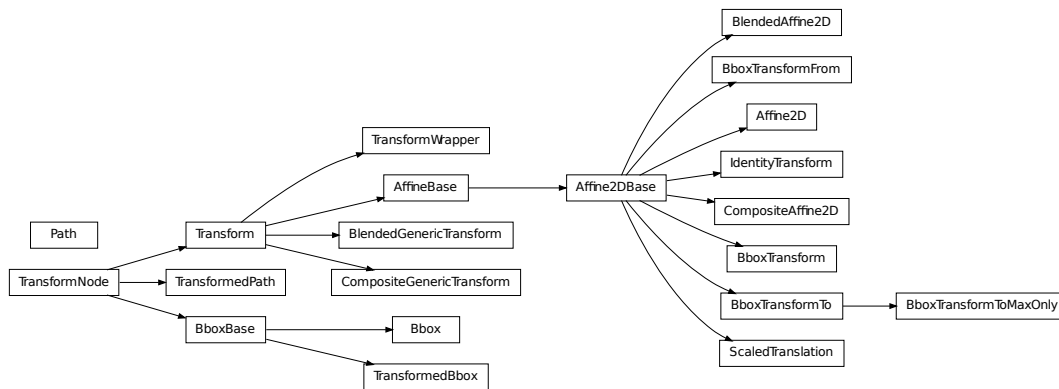 Path
TransformNode
Transform
TransformedPath
BboxBase
TransformWrapper
AffineBase
BlendedGenericTransform
CompositeGenericTransform
Bbox
TransformedBbox
Affine2DBase
BlendedAffine2D
BboxTransformFrom
Affine2D
IdentityTransform
CompositeAffine2D
BboxTransform
BboxTransformTo
ScaledTranslation
BboxTransformToMaxOnly